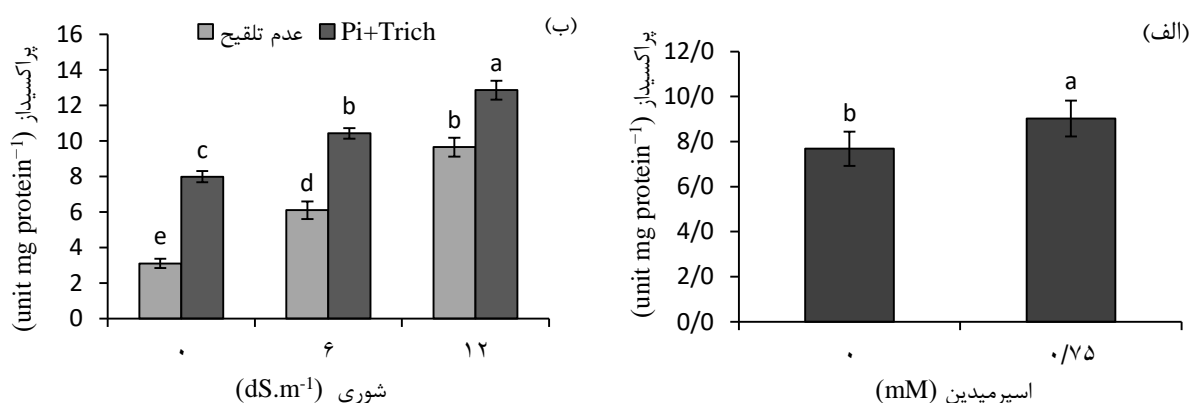 (الف)
پراکسیداز
(unit mg protein⁻¹)
12/0
10/0
8/0
6/0
4/0
2/0
0/0
b
a
۰
۰/۷۵
اسپرمیدین (mM)
(ب)
عدم تلقیح
Pi+Trich
پراکسیداز
(unit mg protein⁻¹)
16
14
12
10
8
6
4
2
0
e
c
d
b
b
a
۰
۶
۱۲
شوری (dS.m⁻¹)